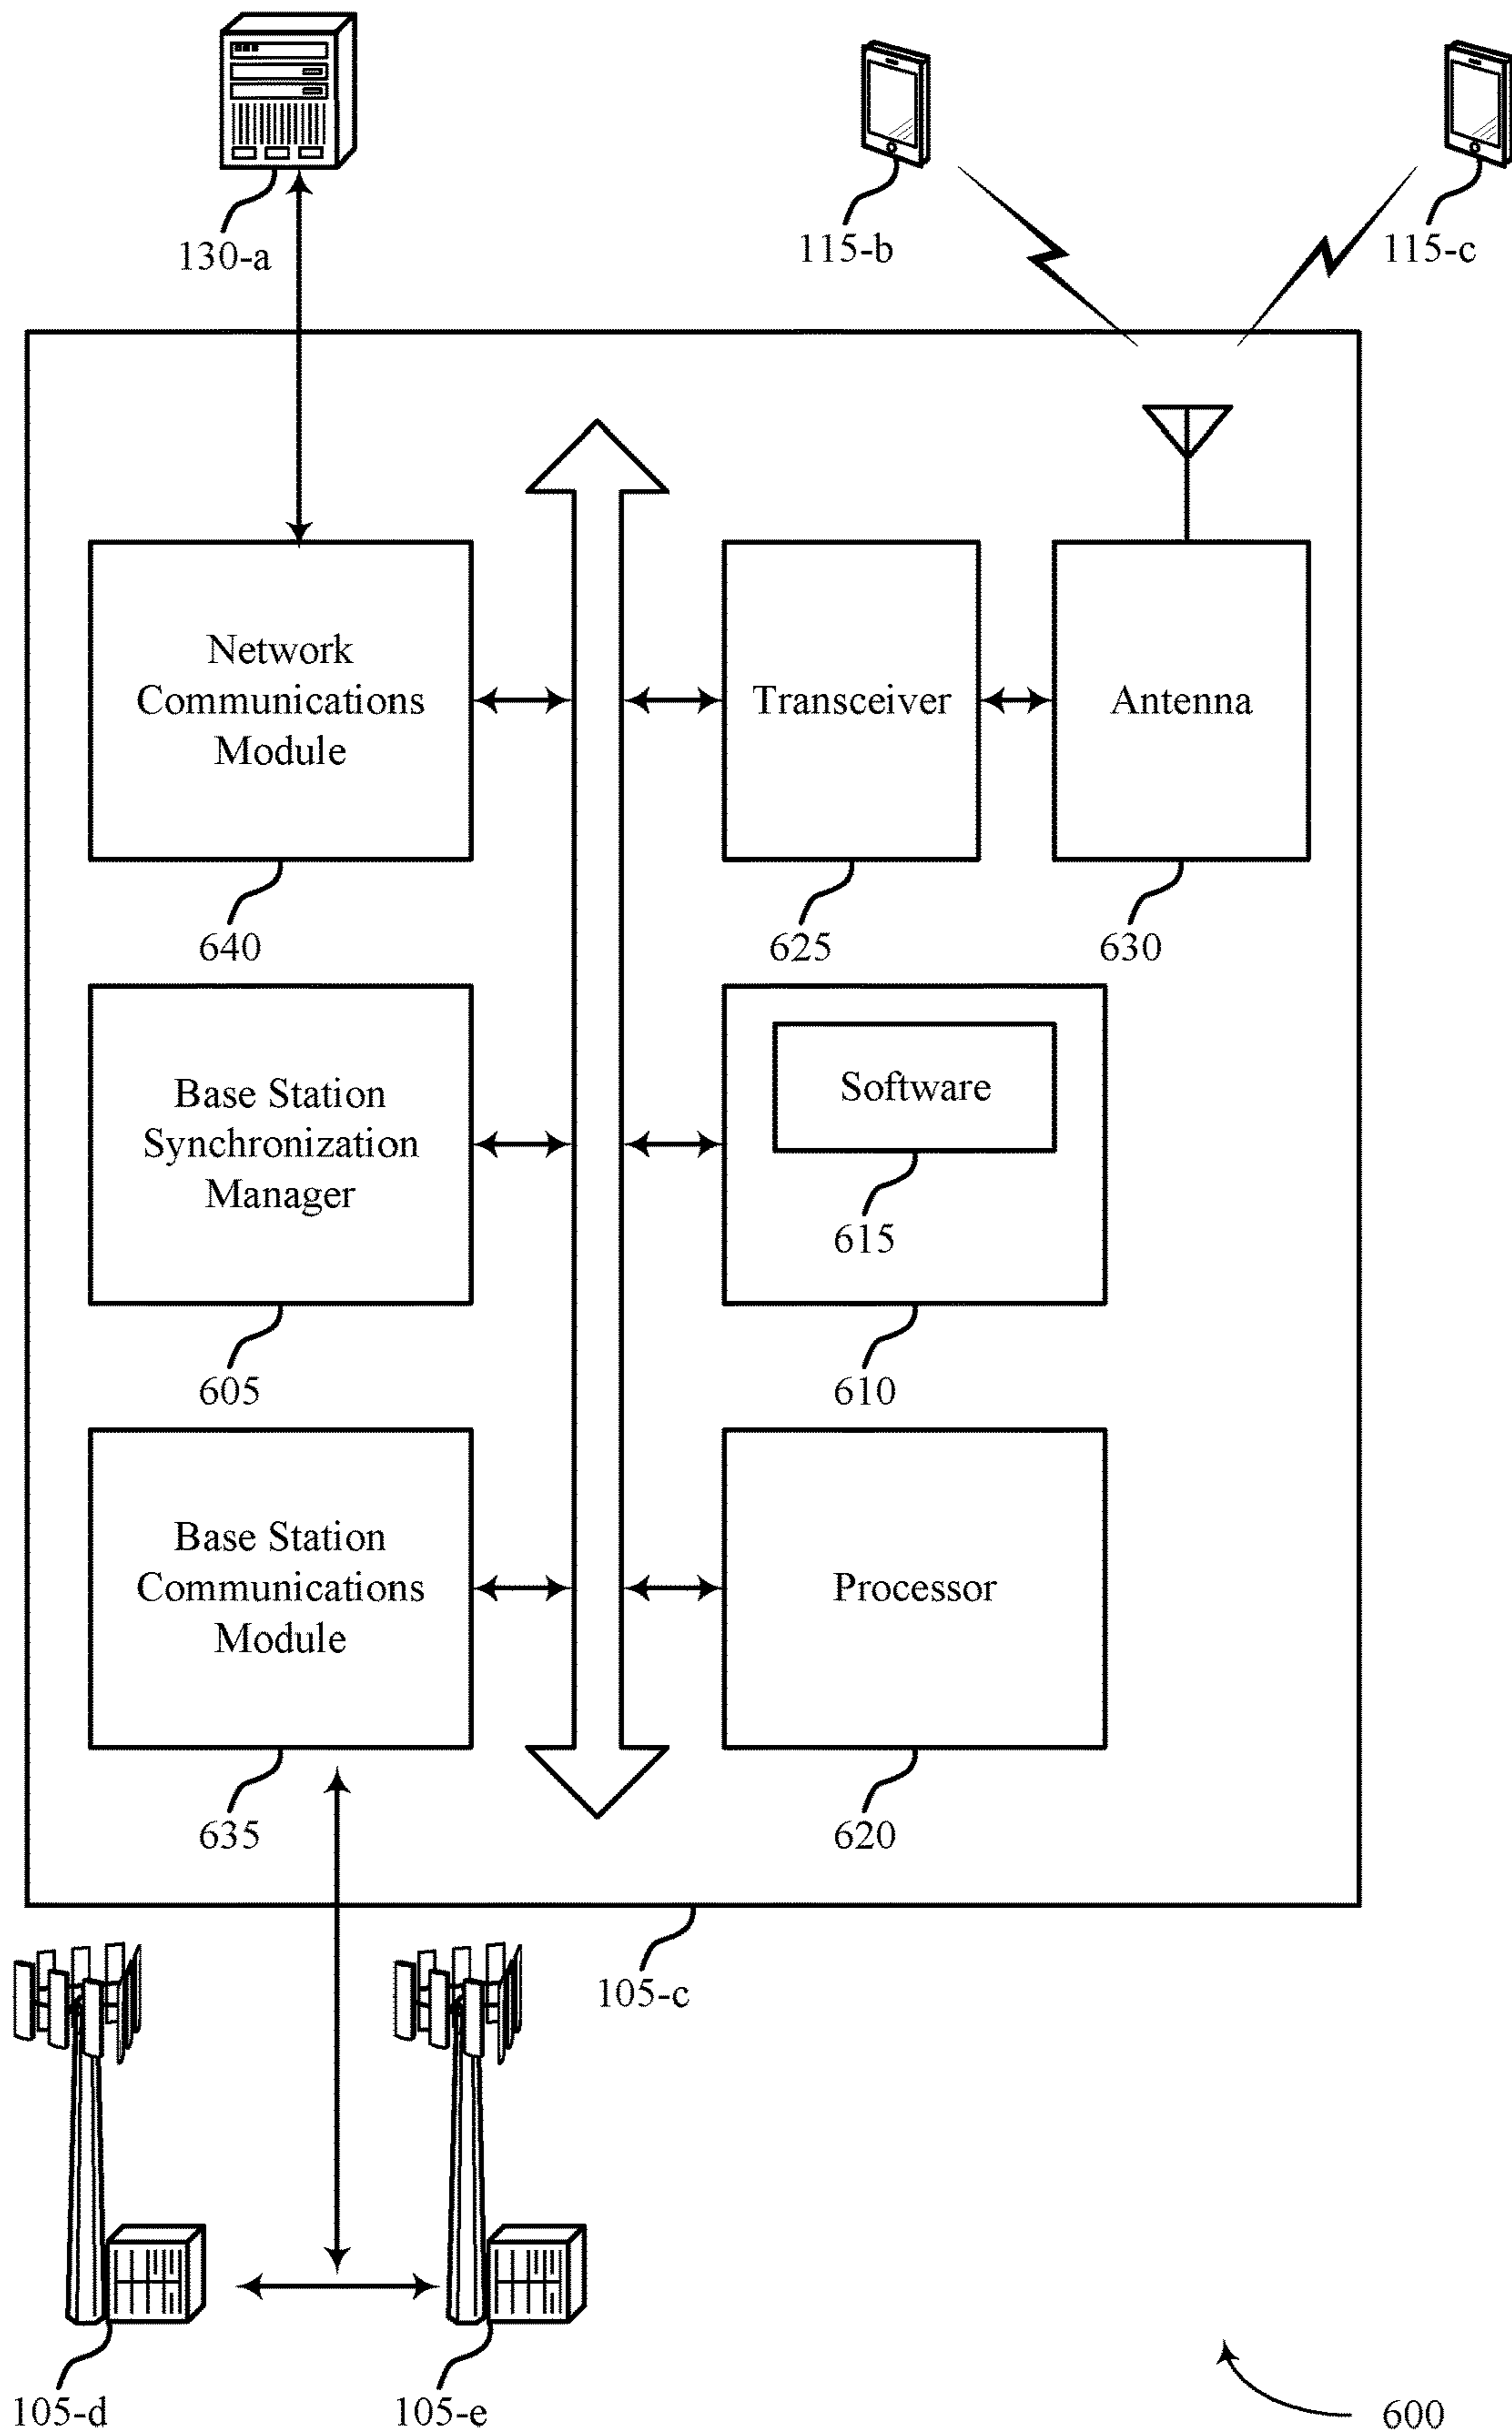 130-a
115-b
115-c
Network
Communications
Module
Transceiver
Antenna
640
625
630
Base Station
Synchronization
Manager
Software
615
605
610
Base Station
Communications
Module
Processor
635
620
105-c
105-d
105-e
600